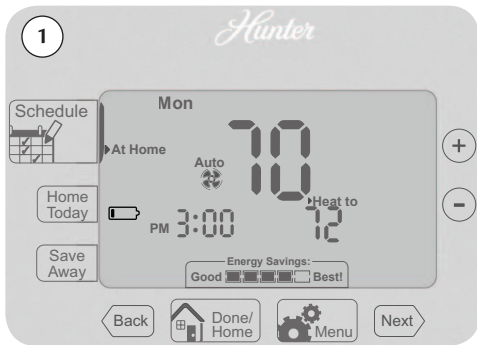 1
Hunter
Mon
Schedule
At Home
70
Auto
Heat to
72
Home
Today
PM 3:00
Save
Away
Energy Savings:
Good Best!
+
-
Back
Done/
Home
Menu
Next